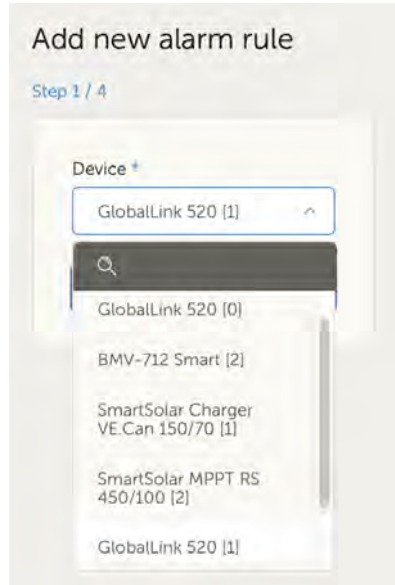 Add new alarm rule
Step 1 / 4
Device *
GlobalLink 520 [1]
GlobalLink 520 [0]
BMV-712 Smart [2]
SmartSolar Charger
VE.Can 150/70 [1]
SmartSolar MPPT RS
450/100 [2]
GlobalLink 520 [1]